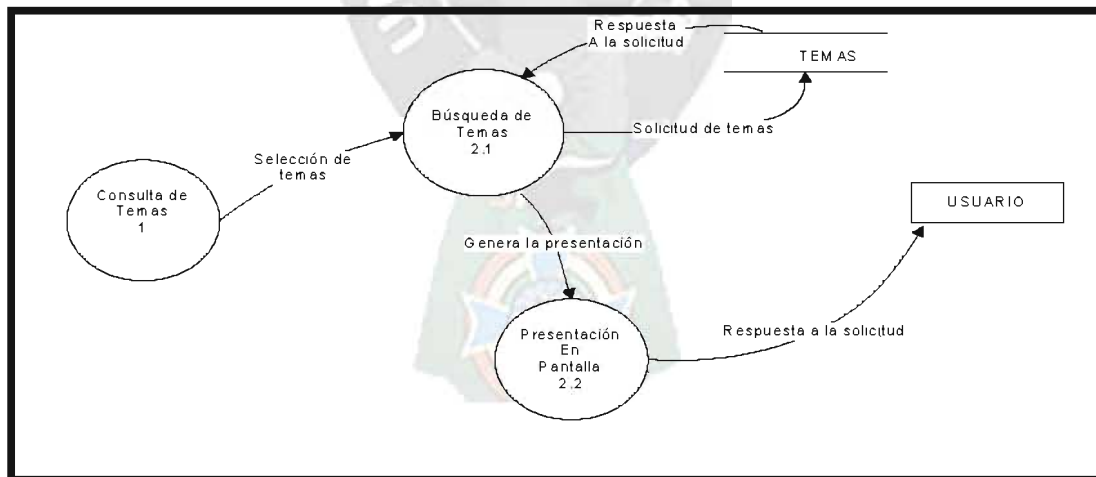 Respuesta
A la solicitud
TEMAS
Búsqueda de
Temas
2.1
Solicitud de temas
Selección de
temas
Consulta de
Temas
1
USUARIO
Genera la presentación
Presentación
En
Pantalla
2.2
Respuesta a la solicitud